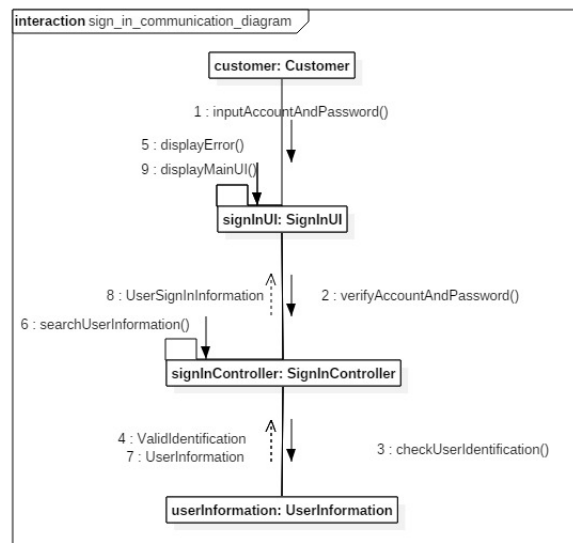 interaction sign_in_communication_diagram
customer: Customer
1 : inputAccountAndPassword()
5 : displayError()
9 : displayMainUI()
signInUI: SignInUI
8 : UserSignInInformation
2 : verifyAccountAndPassword()
6 : searchUserInformation()
signInController: SignInController
4 : ValidIdentification
7 : UserInformation
3 : checkUserIdentification()
userInformation: UserInformation